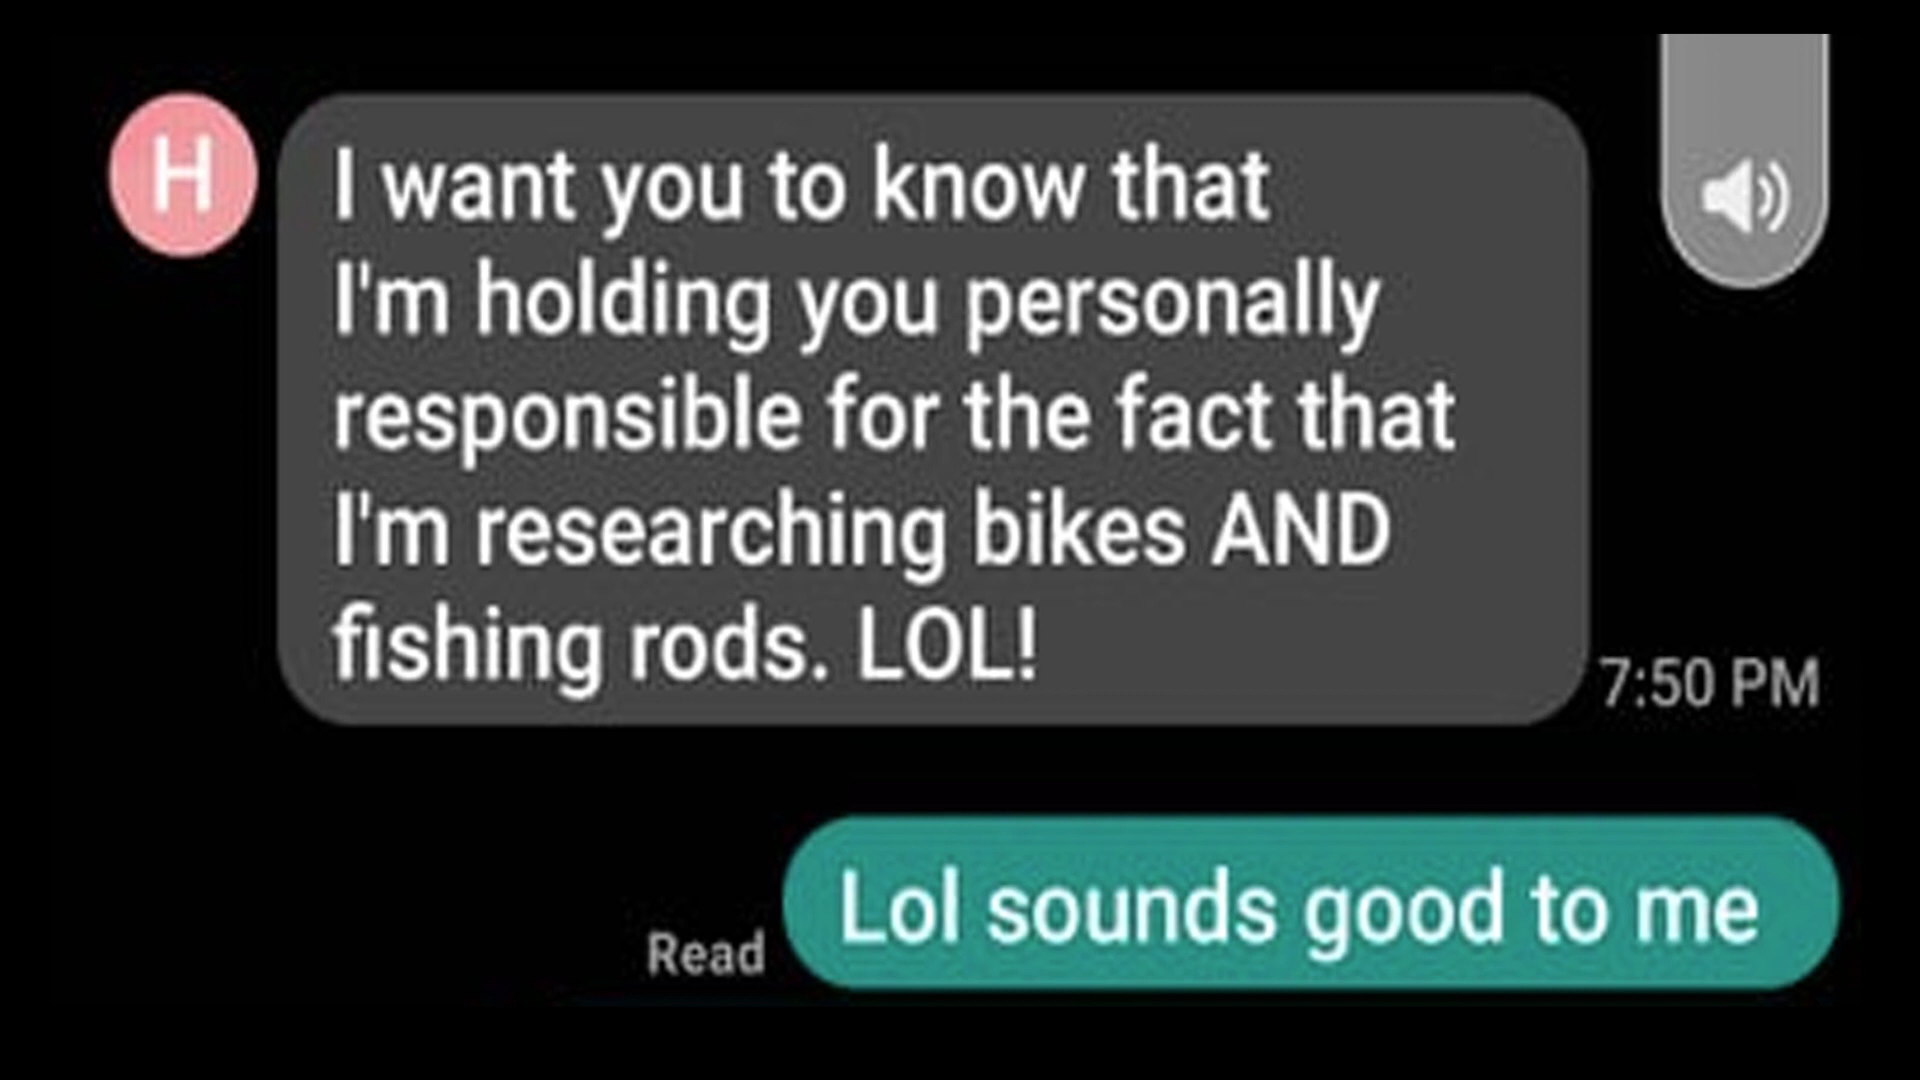 H
I want you to know that
I'm holding you personally
responsible for the fact that
I'm researching bikes AND
fishing rods. LOL!
7:50 PM
Lol sounds good to me
Read